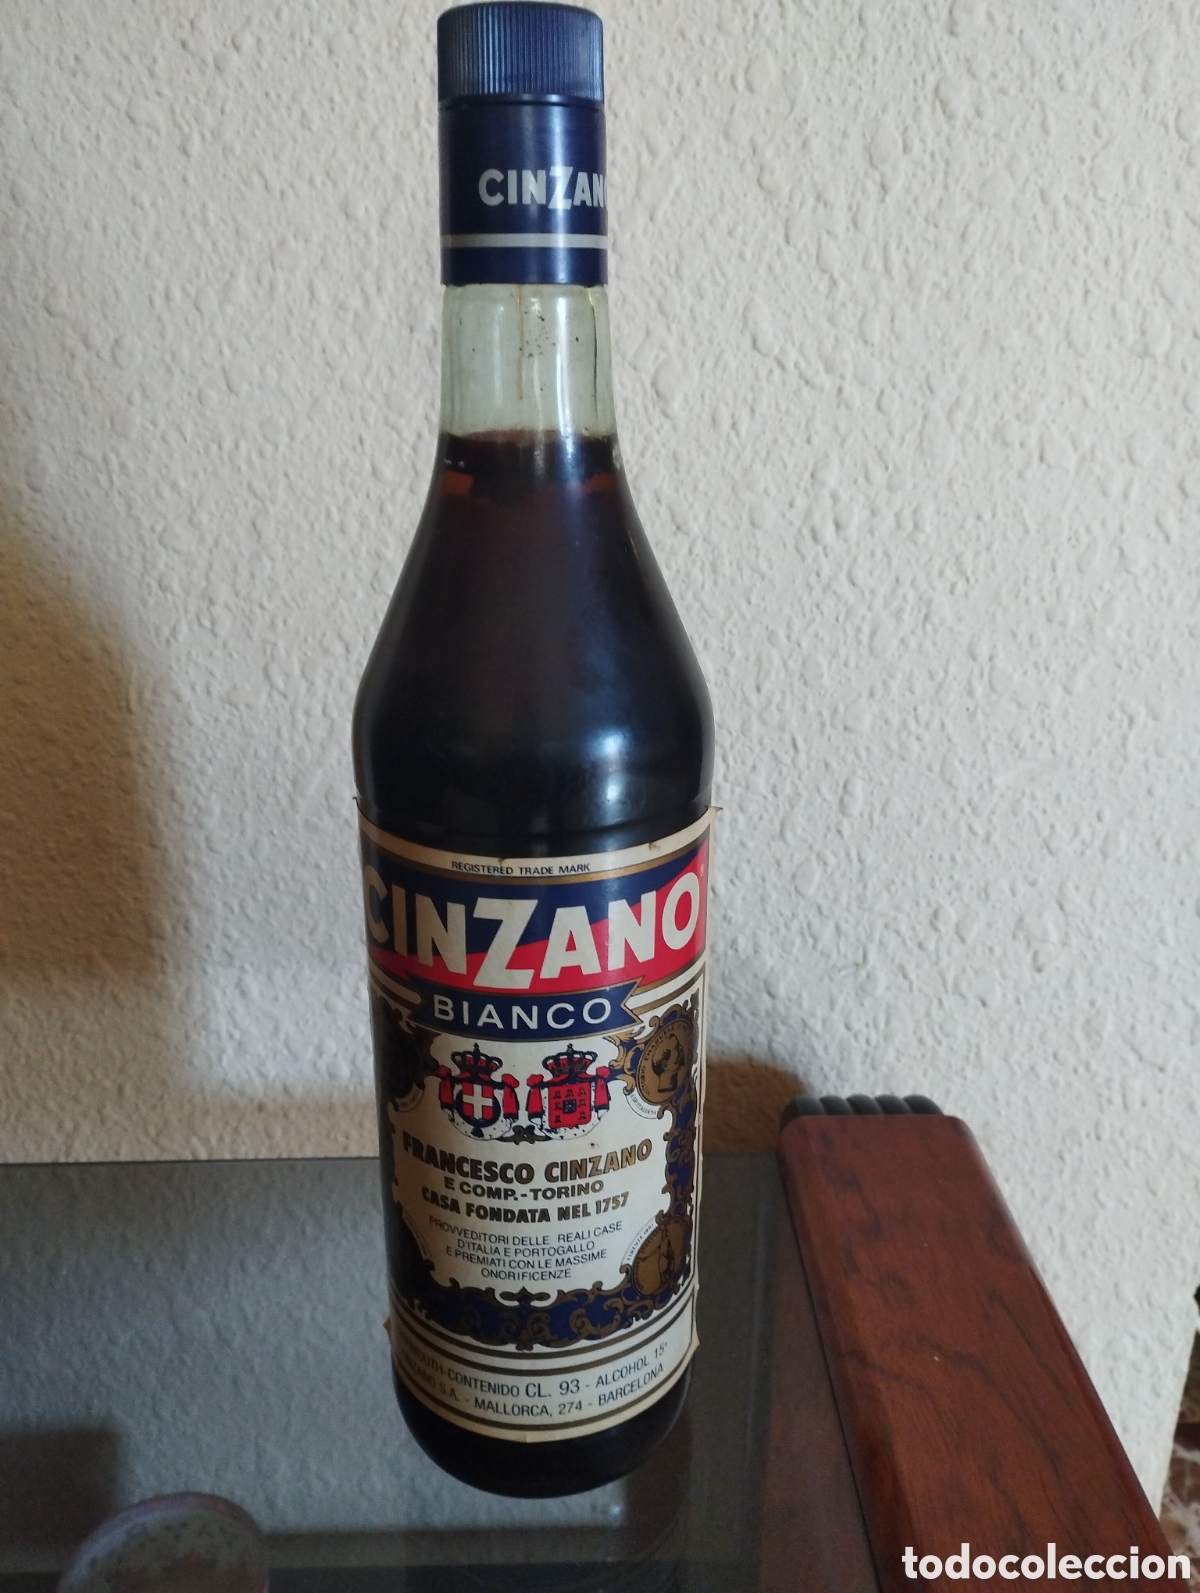 CINZANO
REGISTERED TRADE MARK
CINZANO
BIANCO
FRANCESCO CINZANO
E COMP.-TORINO
CASA FONDATA NEL 1757
PROVVEDITORI DELLE REALI CASE
D'ITALIA E PORTOGALLO
E PREMIATI CON LE MASSIME
ONORIFICENZE
CONTENIDO CL. 93 - ALCOHOL 15°
S.A. - MALLORCA, 274 - BARCELONA
todocoleccion